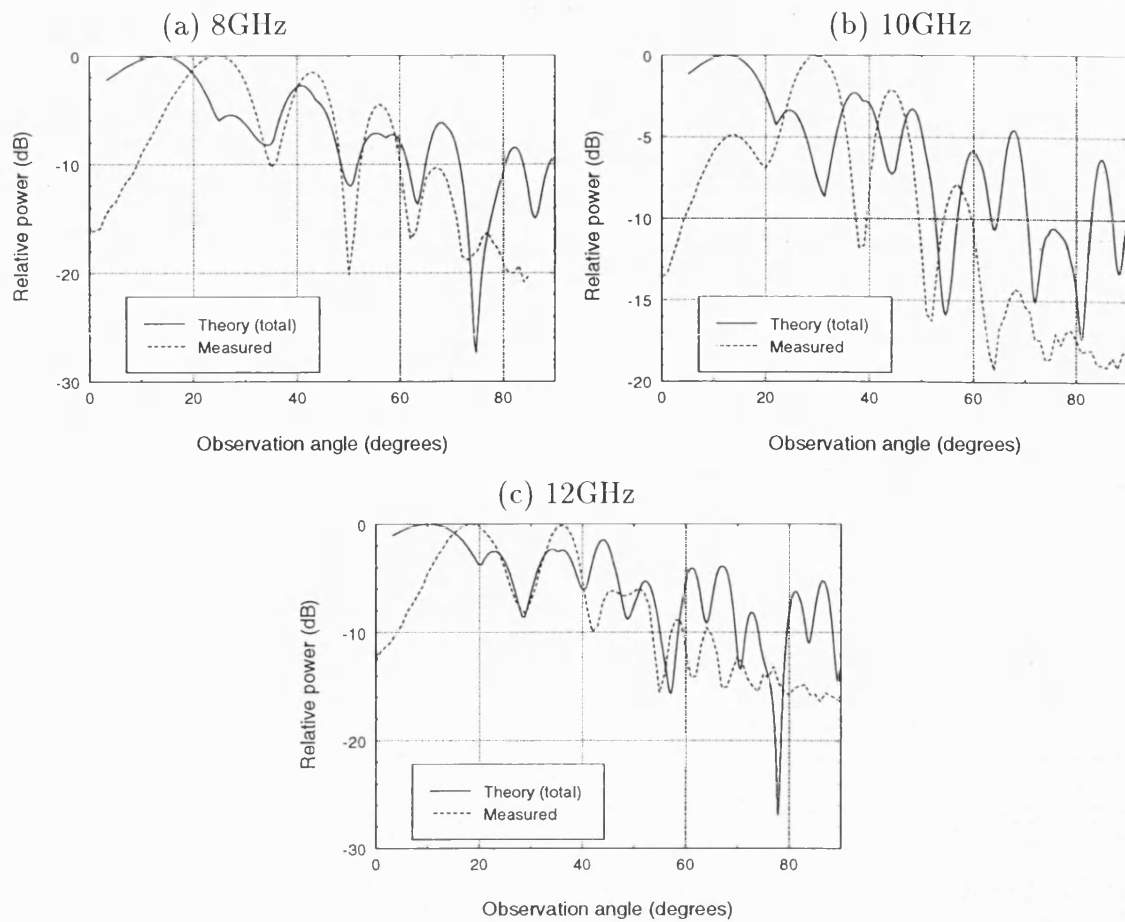 (a) 8GHz
0
-10
-20
-30
Relative power (dB)
Theory (total)
Measured
0 20 40 60 80
Observation angle (degrees)
(b) 10GHz
0
-5
-10
-15
-20
Relative power (dB)
Theory (total)
Measured
0 20 40 60 80
Observation angle (degrees)
(c) 12GHz
0
-10
-20
-30
Relative power (dB)
Theory (total)
Measured
0 20 40 60 80
Observation angle (degrees)